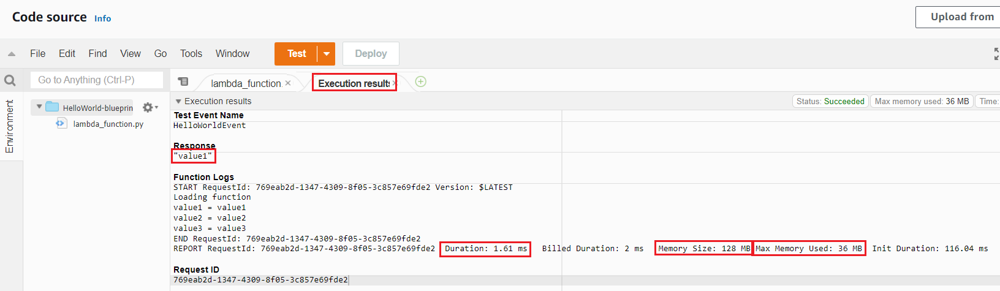 Code source Info
Upload from
File Edit Find View Go Tools Window Test Deploy
Go to Anything (Ctrl-P)
lambda_function.
Execution results
Environment
Execution results
Status: Succeeded Max memory used: 36 MB Time:
HelloWorld-blueprin
lambda_function.py
Test Event Name
HelloWorldEvent
Response
"value1"
Function Logs
START RequestId: 769eab2d-1347-4309-8f05-3c857e69fde2 Version: $LATEST
Loading function
value1 = value1
value2 = value2
value3 = value3
END RequestId: 769eab2d-1347-4309-8f05-3c857e69fde2
REPORT RequestId: 769eab2d-1347-4309-8f05-3c857e69fde2 Duration: 1.61 ms Billed Duration: 2 ms Memory Size: 128 MB Max Memory Used: 36 MB Init Duration: 116.04 ms
Request ID
769eab2d-1347-4309-8f05-3c857e69fde2